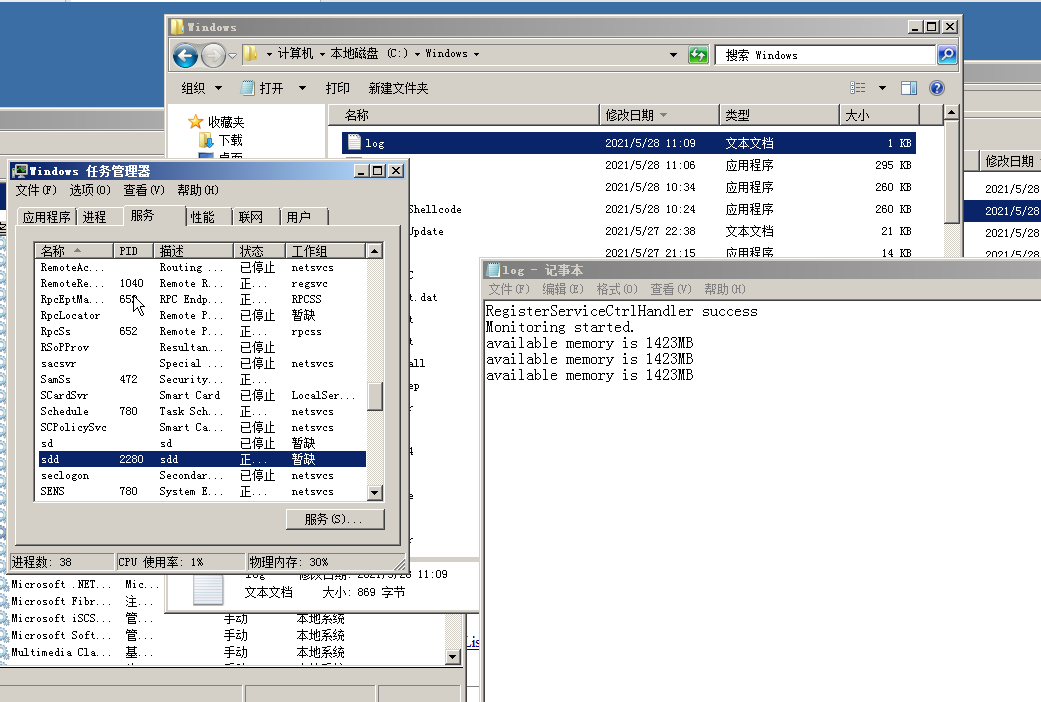 Windows
计算机 本地磁盘 (C:) Windows
搜索 Windows
组织 打开 打印 新建文件夹
收藏夹
下载
桌面
名称 修改日期 类型 大小
log 2021/5/28 11:09 文本文档 1 KB
2021/5/28 11:06 应用程序 295 KB
2021/5/28 10:34 应用程序 260 KB
Shellcode 2021/5/28 10:24 应用程序 260 KB
Update 2021/5/27 22:38 文本文档 21 KB
2021/5/27 21:15 应用程序 14 KB
修改日期
2021/5/28
2021/5/28
2021/5/28
Windows 任务管理器
文件(F) 选项(O) 查看(V) 帮助(H)
应用程序 进程 服务 性能 联网 用户
名称 PID 描述 状态 工作组
RemoteAc... Routing ... 已停止 netsvcs
RemoteRe... 1040 Remote R... 正... regsvc
RpcEptMa... 652 RPC Endp... 正... RPCSS
RpcLocator Remote P... 已停止 暂缺
RpcSs 652 Remote P... 正... rpcss
RSoPProv Resultan... 已停止
sacsvr Special ... 已停止 netsvcs
SamSs 472 Security... 正...
SCardSvr Smart Card 已停止 LocalSer...
Schedule 780 Task Sch... 正... netsvcs
SCPolicySvc Smart Ca... 已停止 netsvcs
sd sd 已停止 暂缺
sdd 2280 sdd 正... 暂缺
seclogon Secondar... 已停止 netsvcs
SENS 780 System E... 正... netsvcs
服务(S)...
进程数: 38 CPU 使用率: 1% 物理内存: 30%
log 修改日期: 2021/5/28 11:09
文本文档 大小: 869 字节
Microsoft .NET... Mic...
Microsoft Fibr... 注...
Microsoft iSCS... 管... 手动 本地系统
Microsoft Soft... 管... 手动 本地系统
Multimedia Cla... 基... 手动 本地系统
log - 记事本
文件(F) 编辑(E) 格式(O) 查看(V) 帮助(H)
RegisterServiceCtrlHandler success
Monitoring started.
available memory is 1423MB
available memory is 1423MB
available memory is 1423MB